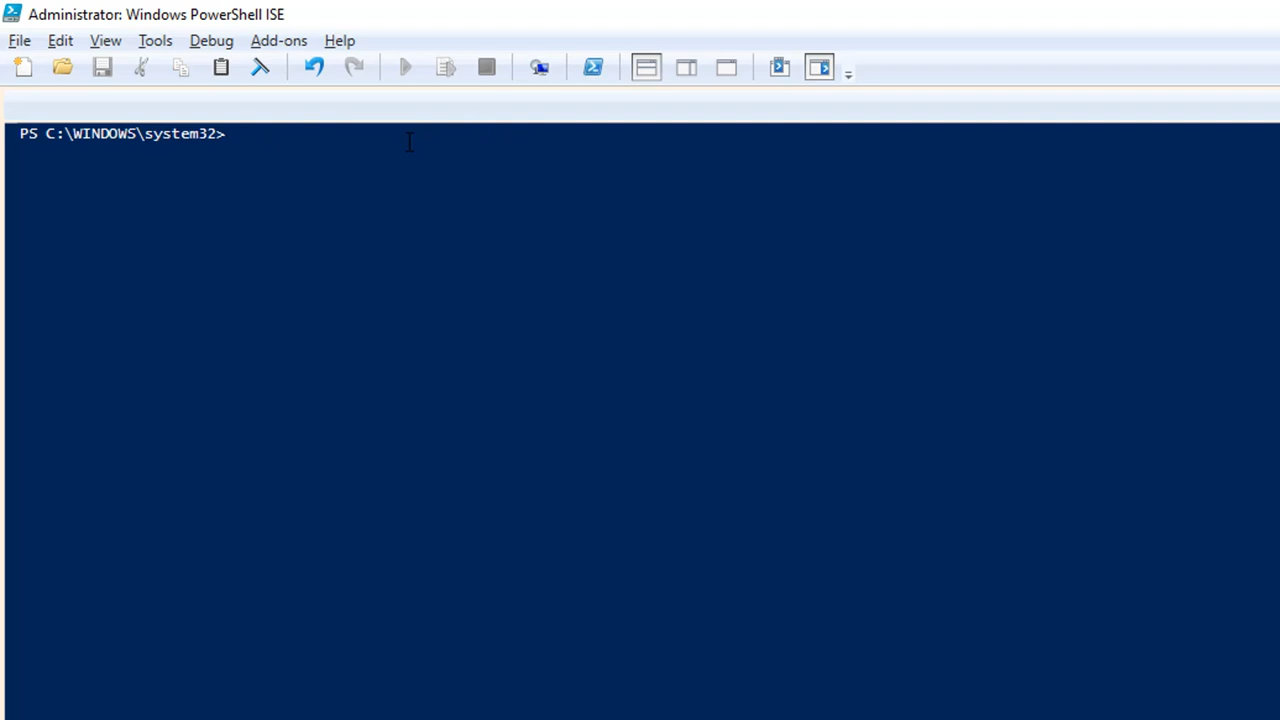 Administrator: Windows PowerShell ISE
File Edit View Tools Debug Add-ons Help
PS C:\WINDOWS\system32>